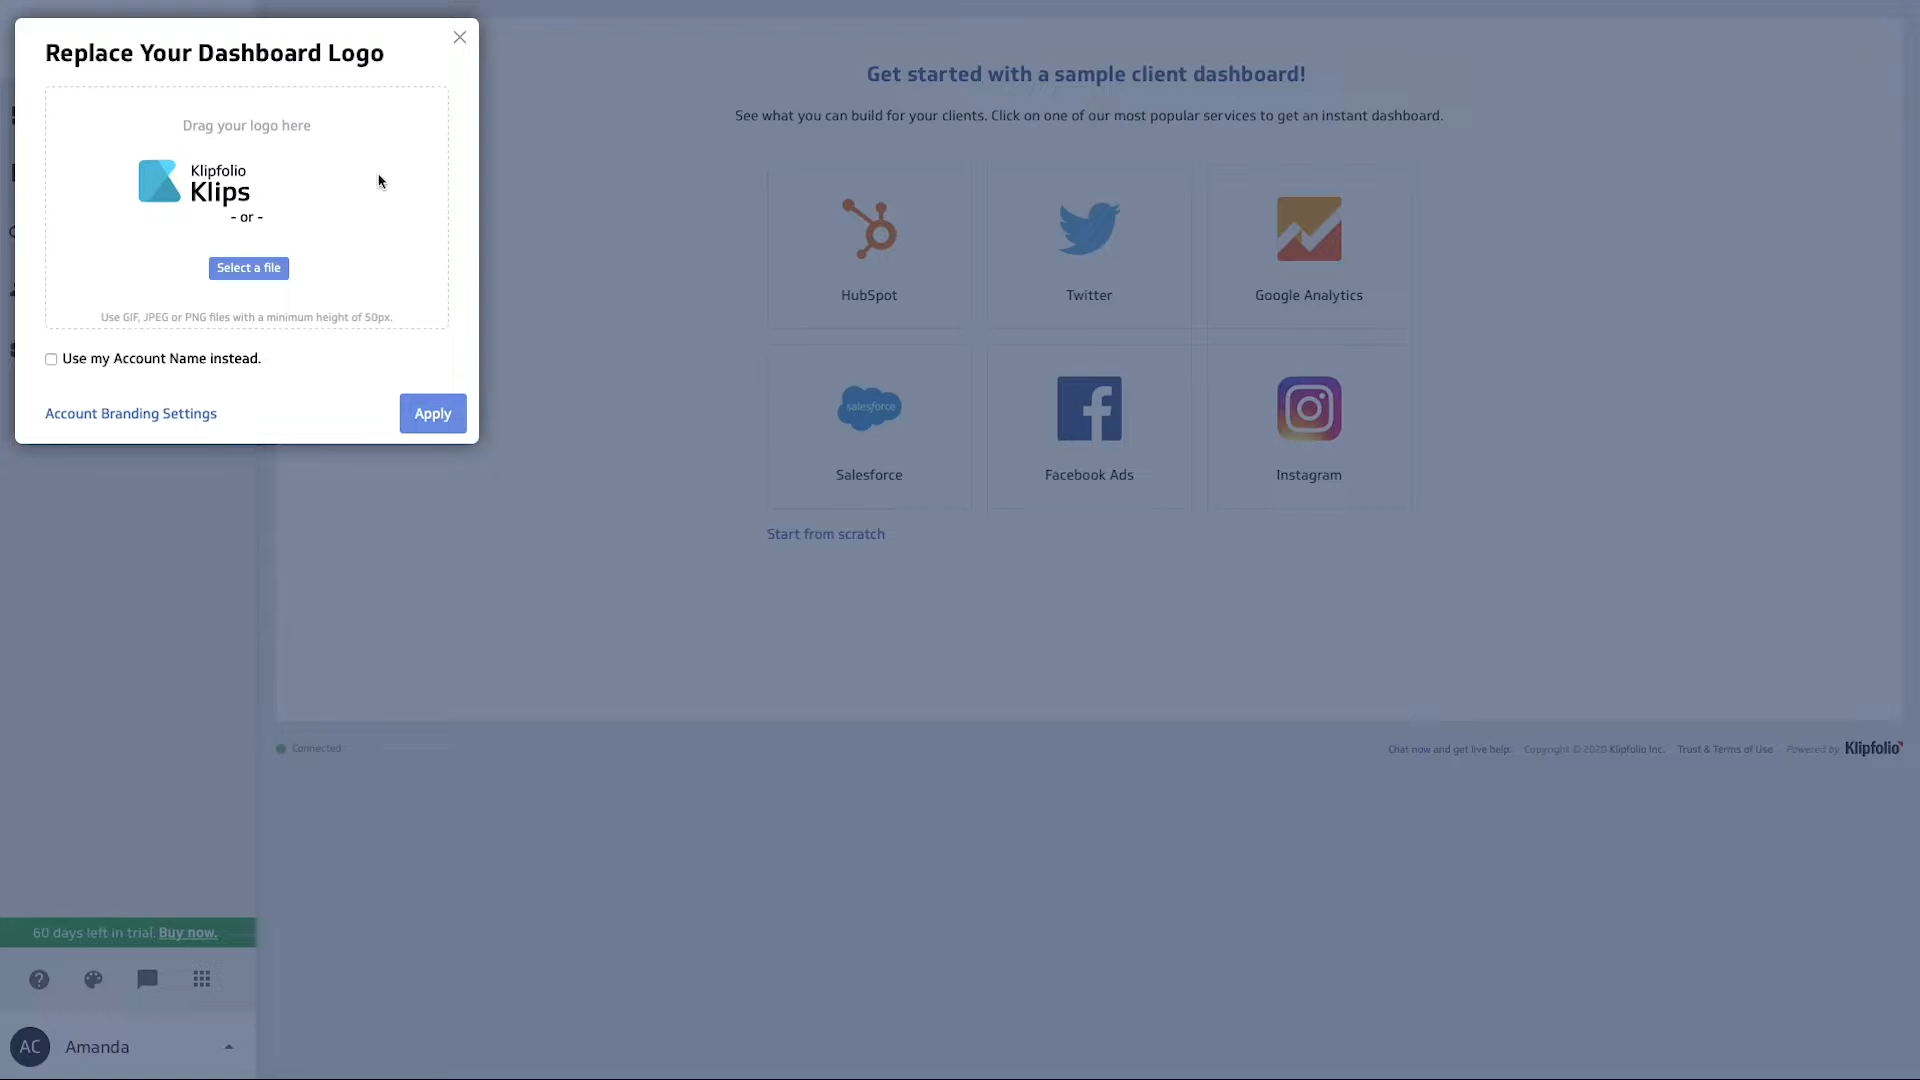 Replace Your Dashboard Logo
Drag your logo here
Klipfolio
Klips
- or -
Select a file
Use GIF, JPEG or PNG files with a minimum height of 50px.
Use my Account Name instead.
Account Branding Settings
Apply
Get started with a sample client dashboard!
See what you can build for your clients. Click on one of our most popular services to get an instant dashboard.
HubSpot
Twitter
Google Analytics
salesforce
Salesforce
Facebook Ads
Instagram
Start from scratch
Connected
Chat now and get live help. Copyright © 2020 Klipfolio Inc. Trust & Terms of Use Powered by Klipfolio
60 days left in trial. Buy now.
AC Amanda